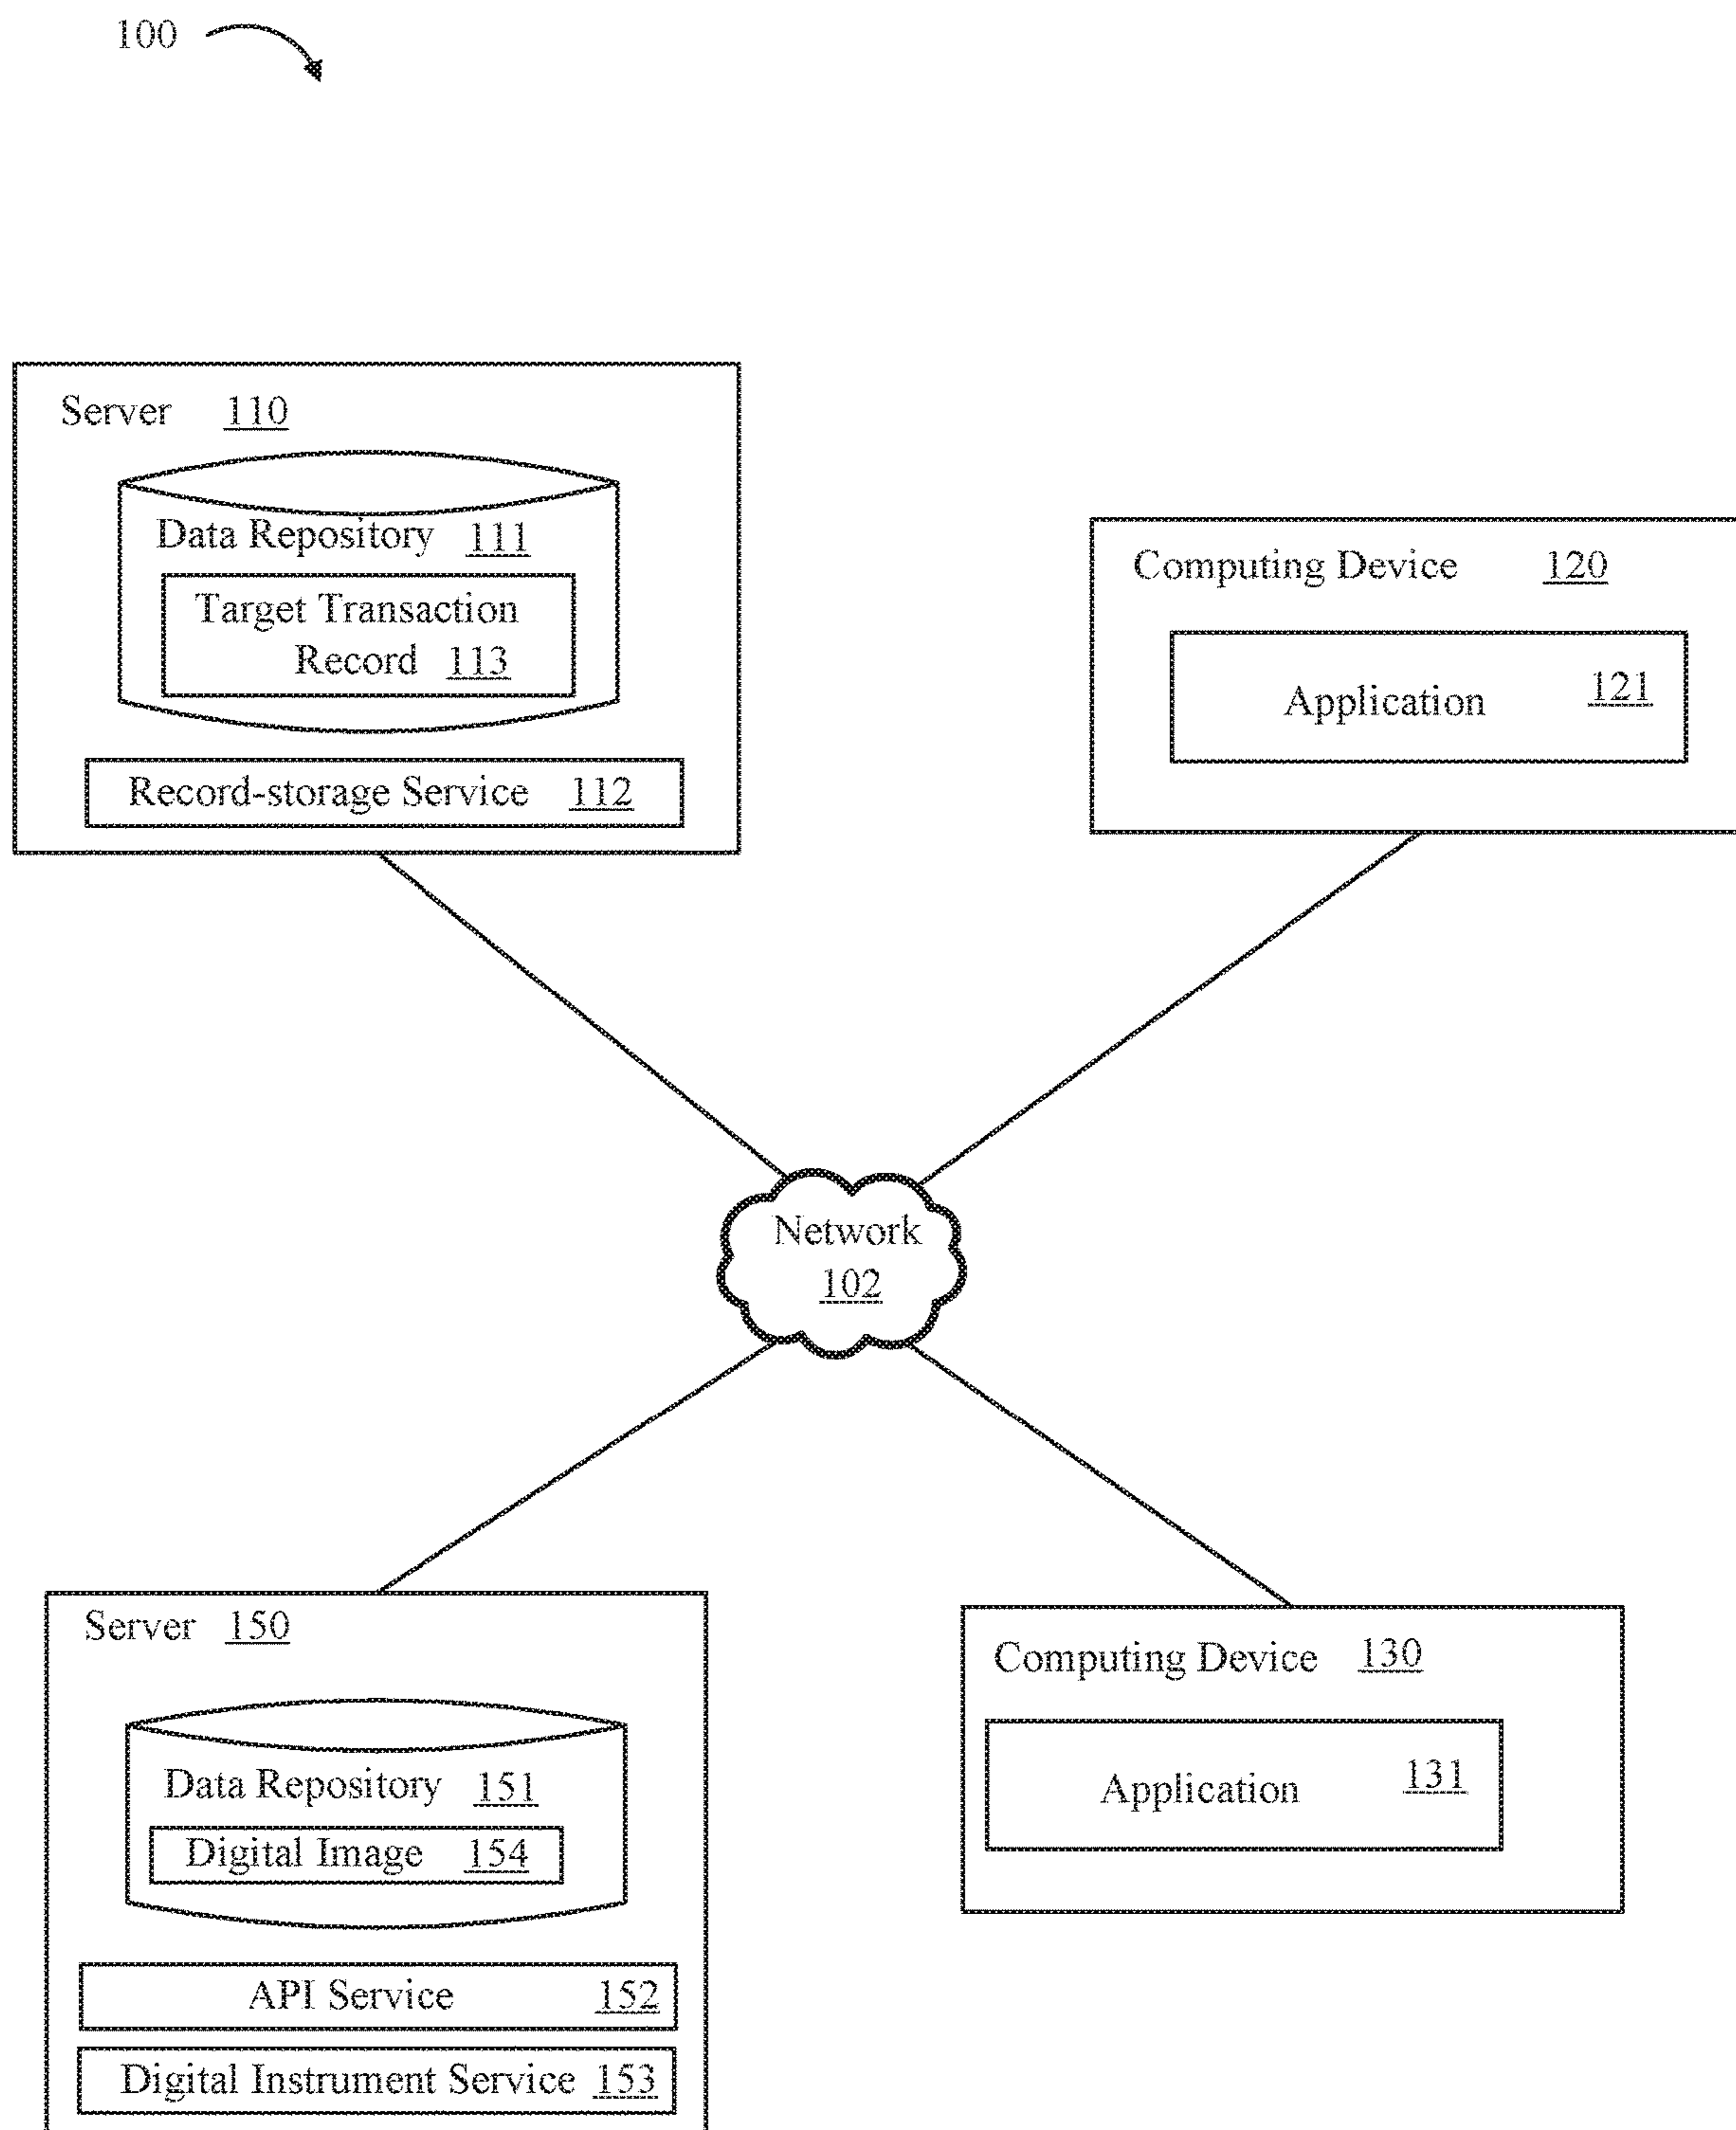 100
Server 110
Data Repository 111
Target Transaction
Record 113
Record-storage Service 112
Computing Device 120
Application 121
Network
102
Server 150
Data Repository 151
Digital Image 154
API Service 152
Digital Instrument Service 153
Computing Device 130
Application 131